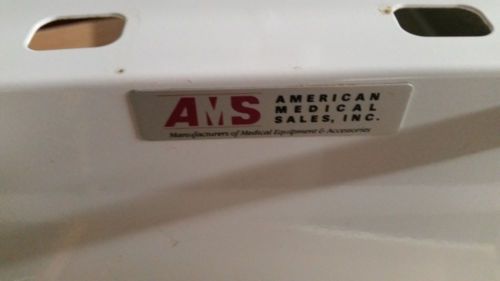 AMS
AMERICAN
MEDICAL
SALES, INC.
Manufacturers of Medical Equipment & Accessories